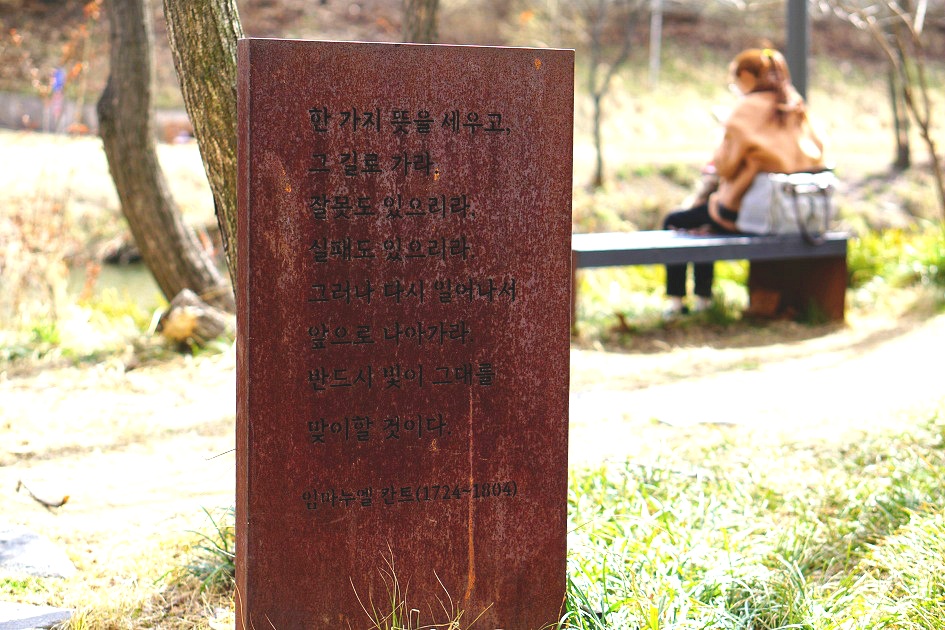 한 가지 뜻을 세우고,
그 길로 가라.
잘못도 있으리라.
실패도 있으리라.
그러나 다시 일어나서
앞으로 나아가라.
반드시 빛이 그대를
맞이할 것이다.
임마누엘 칸트(1724~1804)